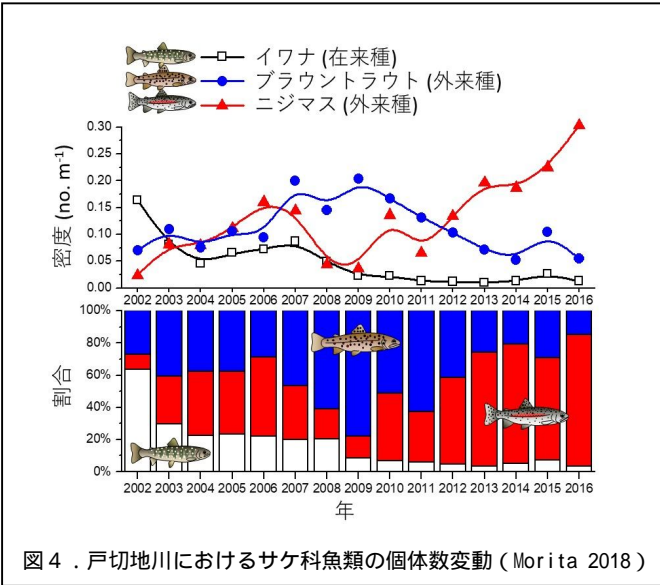 イワナ (在来種)
ブラウントラウト (外来種)
ニジマス (外来種)
密度 (no. m⁻¹)
0.30
0.25
0.20
0.15
0.10
0.05
0.00
2002 2003 2004 2005 2006 2007 2008 2009 2010 2011 2012 2013 2014 2015 2016
割合
100%
80%
60%
40%
20%
0%
2002 2003 2004 2005 2006 2007 2008 2009 2010 2011 2012 2013 2014 2015 2016
年
図４．戸切地川におけるサケ科魚類の個体数変動（Morita 2018）